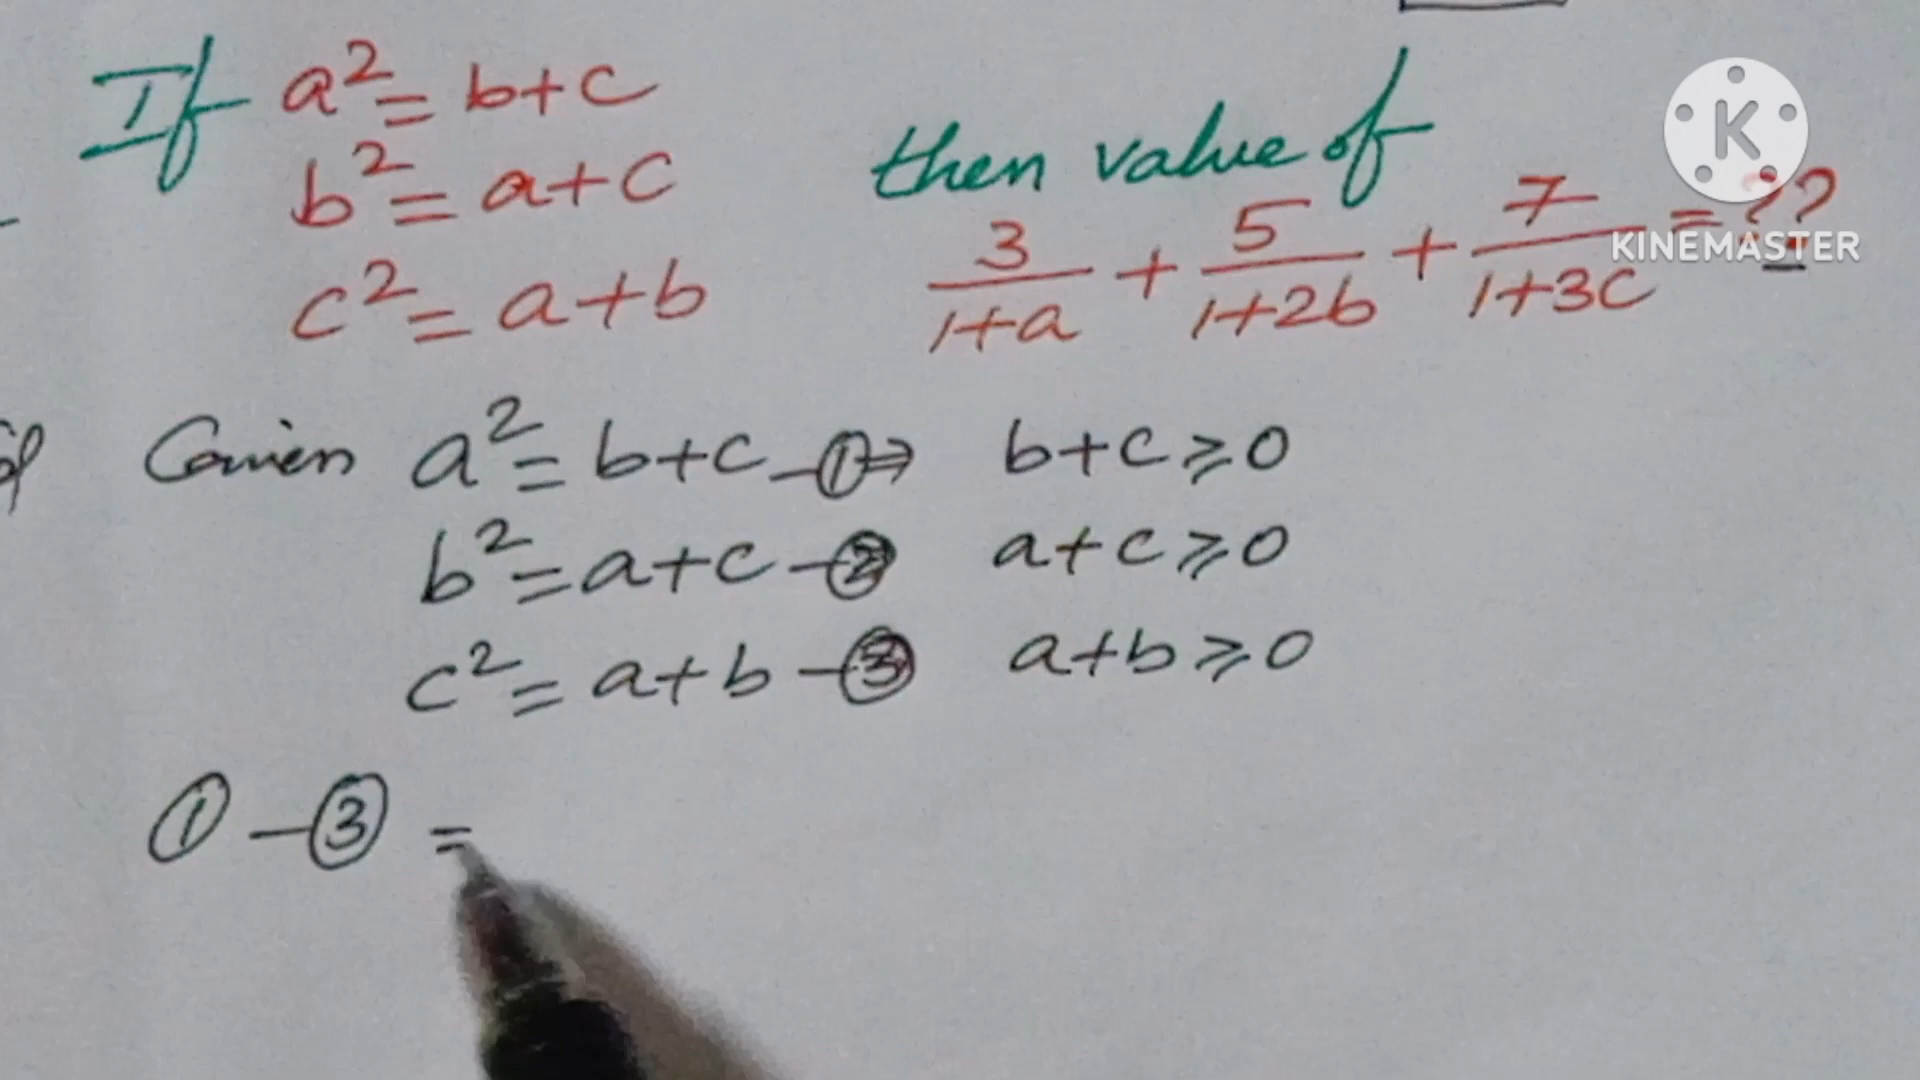 If a² = b+c
b² = a+c
c² = a+b
then value of
3/(1+a) + 5/(1+2b) + 7/(1+3c) = ??
K
KINEMASTER
Given a² = b+c -① ⇒ b+c ≥ 0
b² = a+c -② a+c ≥ 0
c² = a+b -③ a+b ≥ 0
① - ③ =